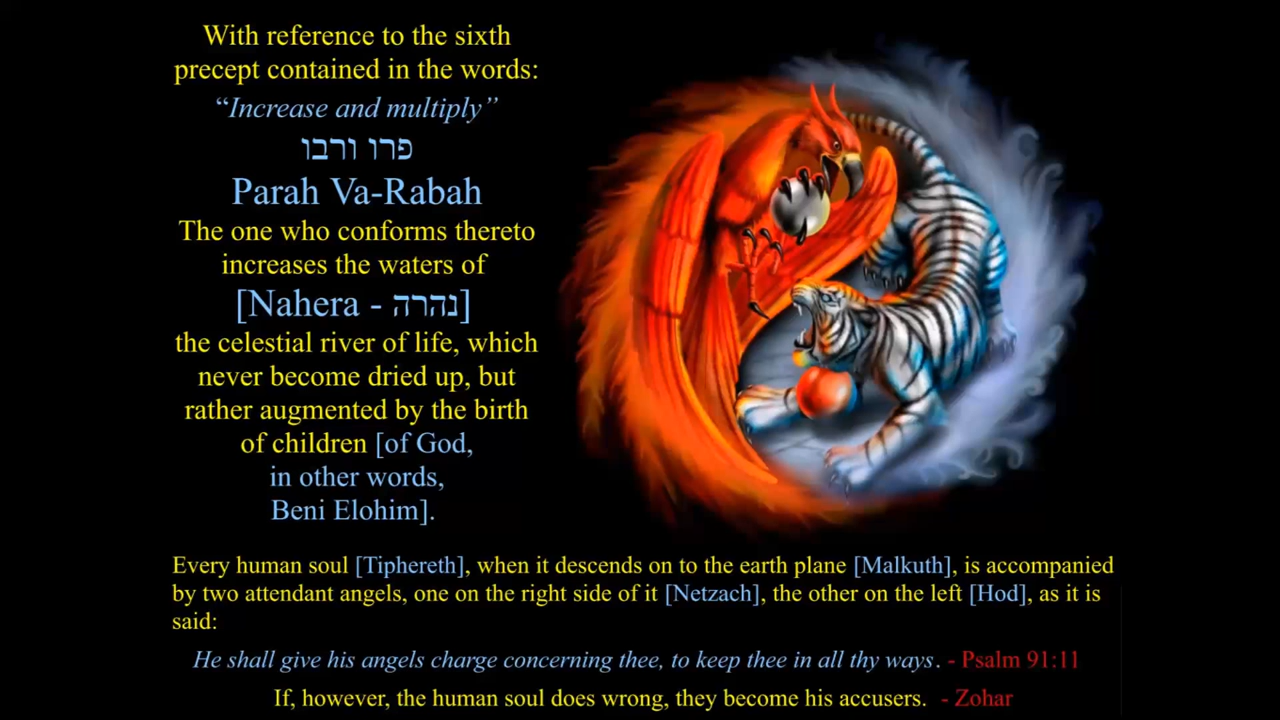 With reference to the sixth
precept contained in the words:
“Increase and multiply”
פרו ורבו
Parah Va-Rabah
The one who conforms thereto
increases the waters of
[Nahera - נהרה]
the celestial river of life, which
never become dried up, but
rather augmented by the birth
of children [of God,
in other words,
Beni Elohim].
Every human soul [Tiphereth], when it descends on to the earth plane [Malkuth], is accompanied
by two attendant angels, one on the right side of it [Netzach], the other on the left [Hod], as it is
said:
He shall give his angels charge concerning thee, to keep thee in all thy ways. - Psalm 91:11
If, however, the human soul does wrong, they become his accusers. - Zohar